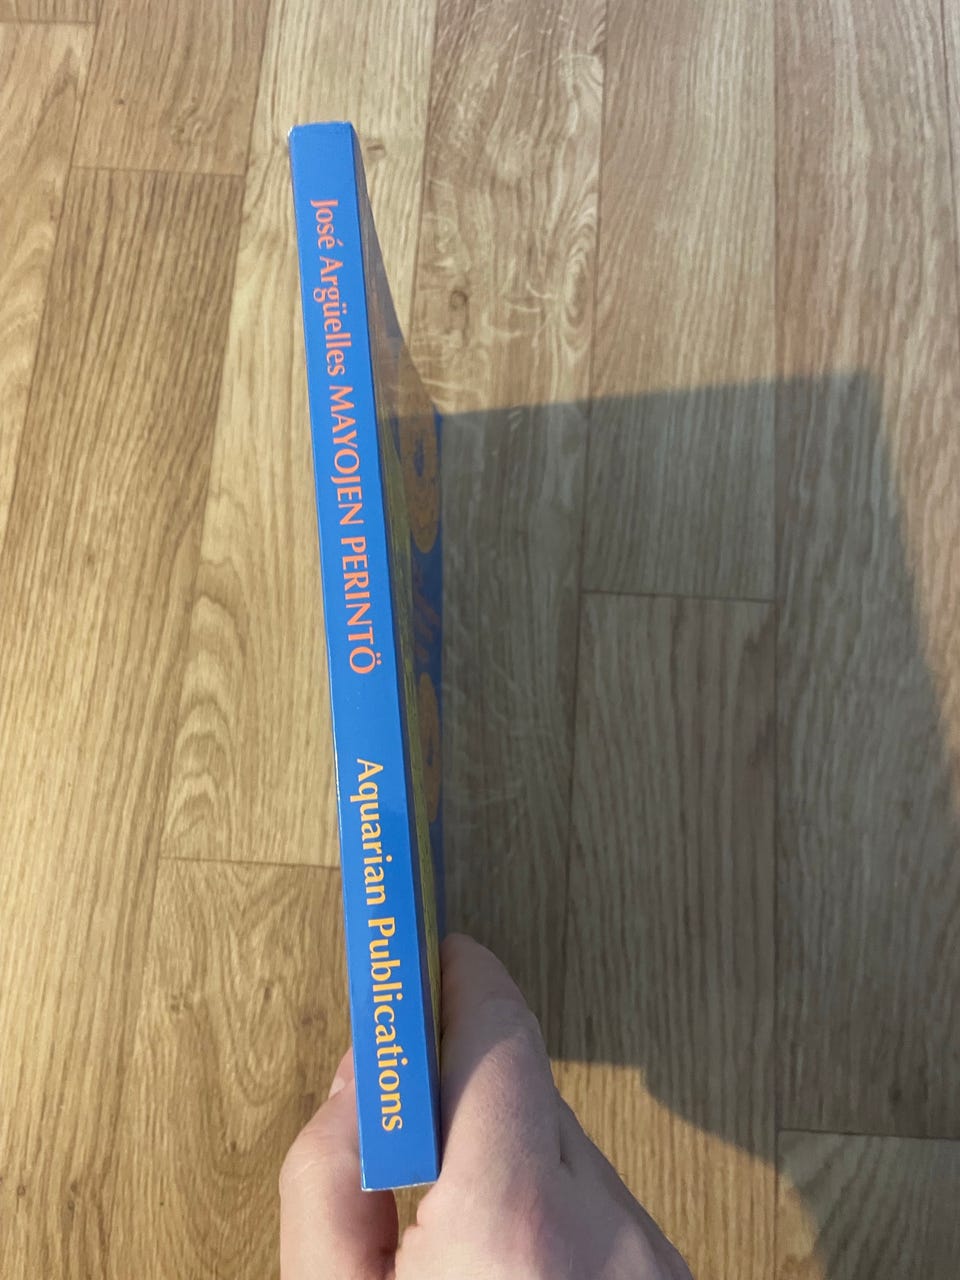 José Argüelles MAYOJEN PERINTÖ Aquarian Publications